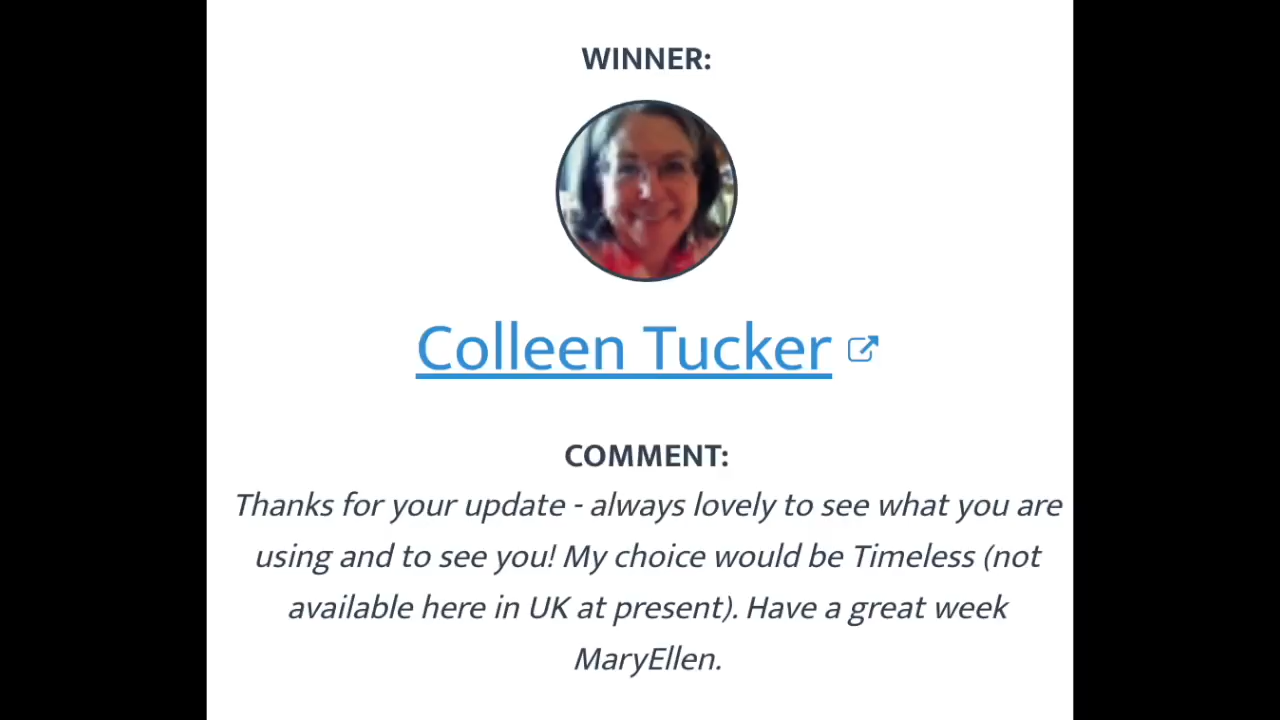 WINNER:
Colleen Tucker
COMMENT:
Thanks for your update - always lovely to see what you are
using and to see you! My choice would be Timeless (not
available here in UK at present). Have a great week
MaryEllen.